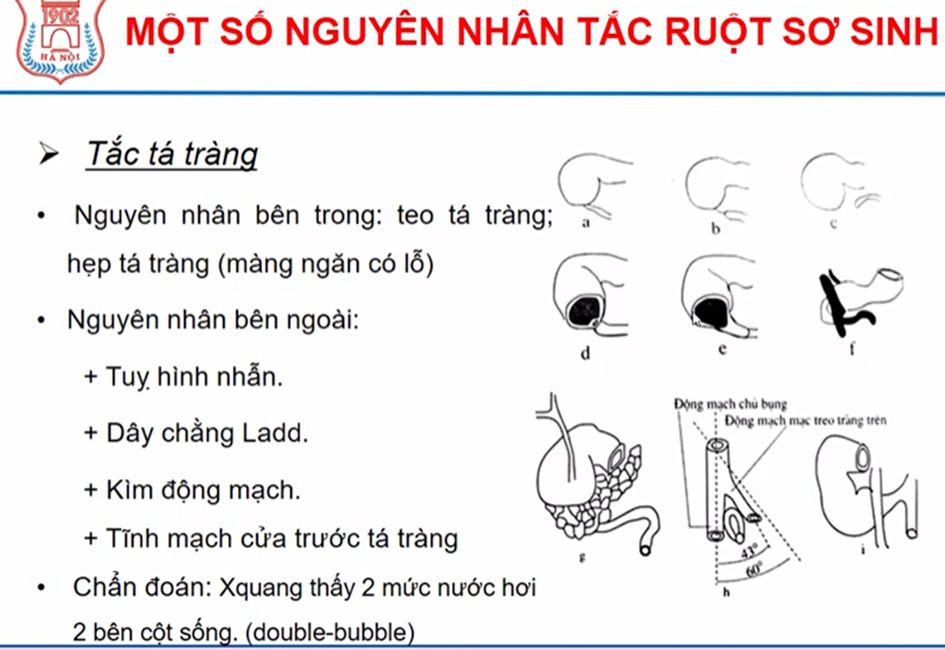 1902
HÀ NỘI
MỘT SỐ NGUYÊN NHÂN TẮC RUỘT SƠ SINH
➢ Tắc tá tràng
• Nguyên nhân bên trong: teo tá tràng;
hẹp tá tràng (màng ngăn có lỗ)
• Nguyên nhân bên ngoài:
+ Tuỵ hình nhẫn.
+ Dây chằng Ladd.
+ Kìm động mạch.
+ Tĩnh mạch cửa trước tá tràng
• Chẩn đoán: Xquang thấy 2 mức nước hơi
2 bên cột sống. (double-bubble)
a
b
c
d
e
f
Động mạch chủ bụng
Động mạch mạc treo tràng trên
43°
60°
g
h
i